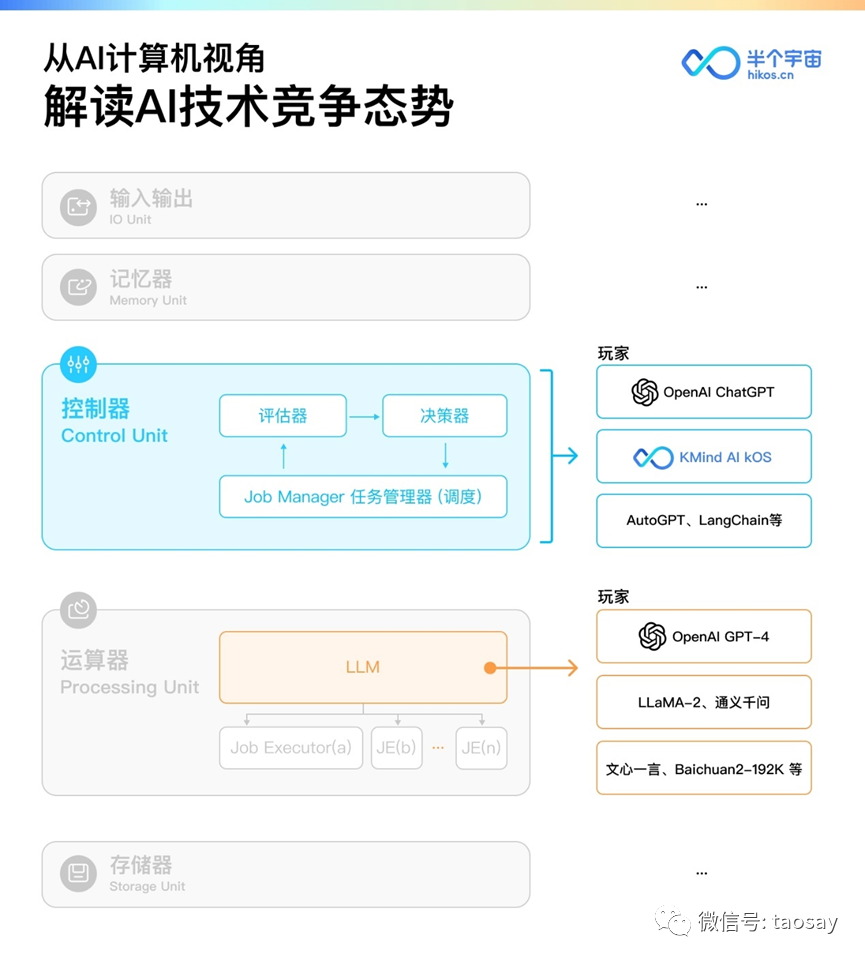 从AI计算机视角
解读AI技术竞争态势
半个宇宙
hikos.cn
输入输出
IO Unit
...
记忆器
Memory Unit
...
控制器
Control Unit
评估器
决策器
Job Manager 任务管理器 (调度)
玩家
OpenAI ChatGPT
KMind AI kOS
AutoGPT、LangChain等
运算器
Processing Unit
LLM
Job Executor(a)
JE(b)
...
JE(n)
玩家
OpenAI GPT-4
LLaMA-2、通义千问
文心一言、Baichuan2-192K 等
存储器
Storage Unit
...
微信号: taosay